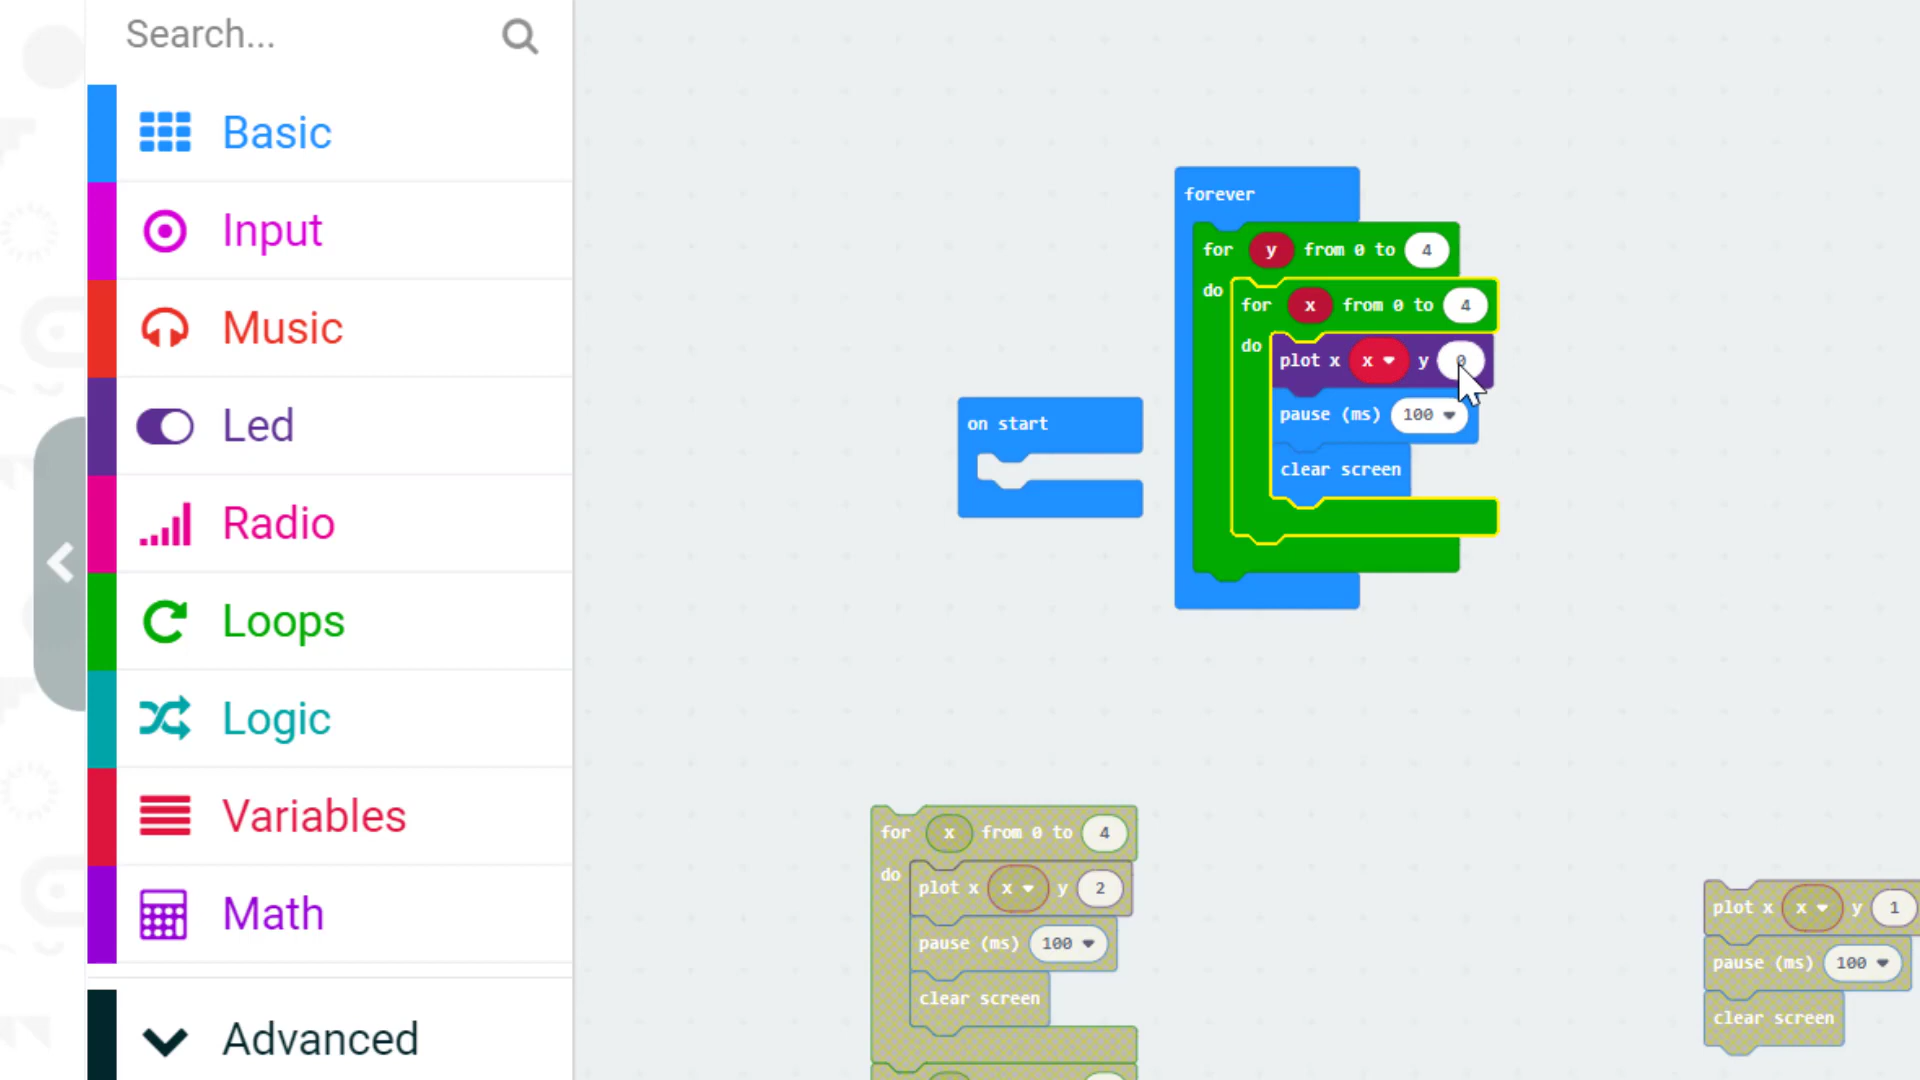 Search...
Basic
Input
Music
Led
Radio
Loops
Logic
Variables
Math
Advanced
on start
forever
for y from 0 to 4
do
for x from 0 to 4
do
plot x x y 0
pause (ms) 100
clear screen
for x from 0 to 4
do
plot x x y 2
pause (ms) 100
clear screen
plot x x y 1
pause (ms) 100
clear screen